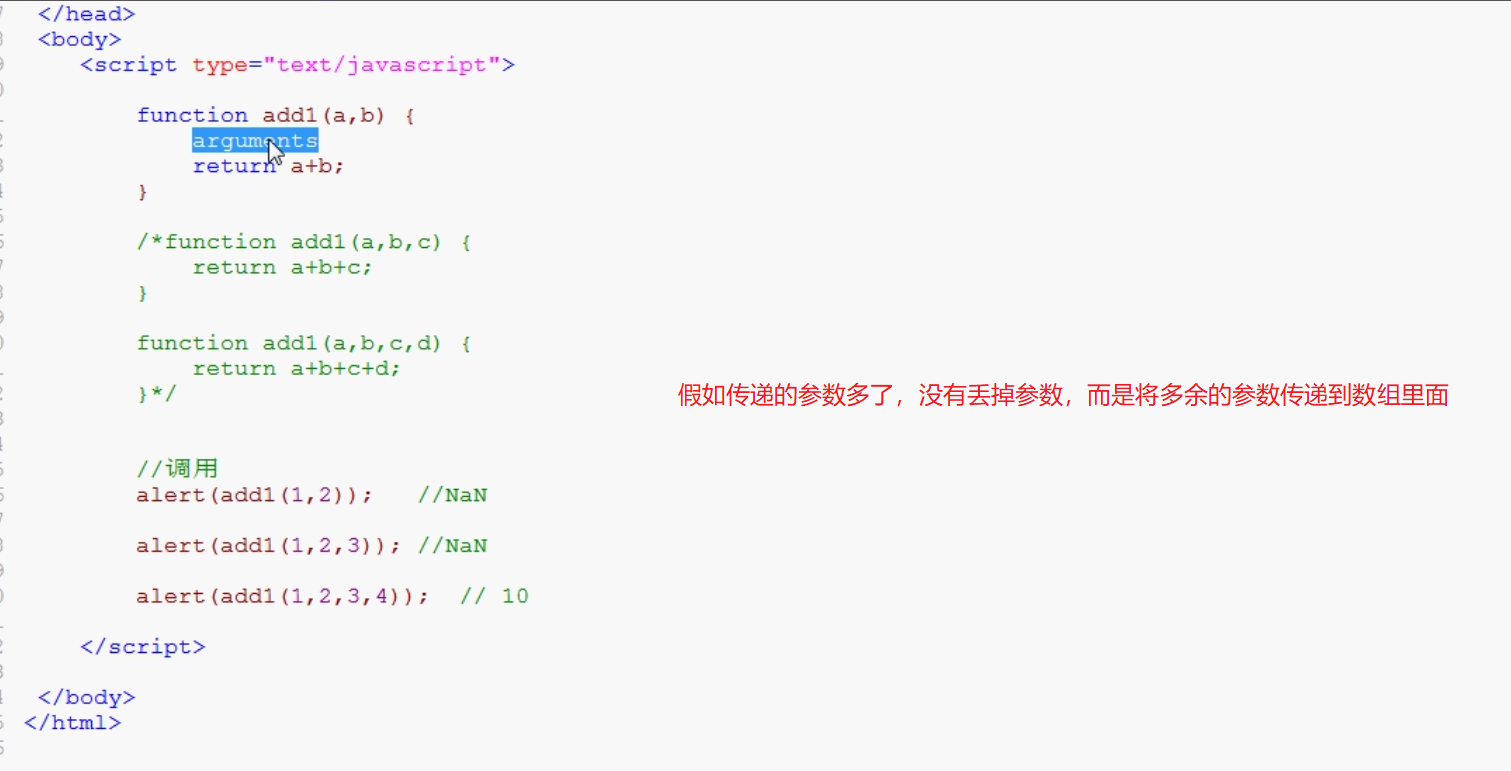 </head>
<body>
<script type="text/javascript">
function add1(a,b) {
arguments
return a+b;
}
/*function add1(a,b,c) {
return a+b+c;
}
function add1(a,b,c,d) {
return a+b+c+d;
}*/
假如传递的参数多了，没有丢掉参数，而是将多余的参数传递到数组里面
//调用
alert(add1(1,2)); //NaN
alert(add1(1,2,3)); //NaN
alert(add1(1,2,3,4)); // 10
</script>
</body>
</html>